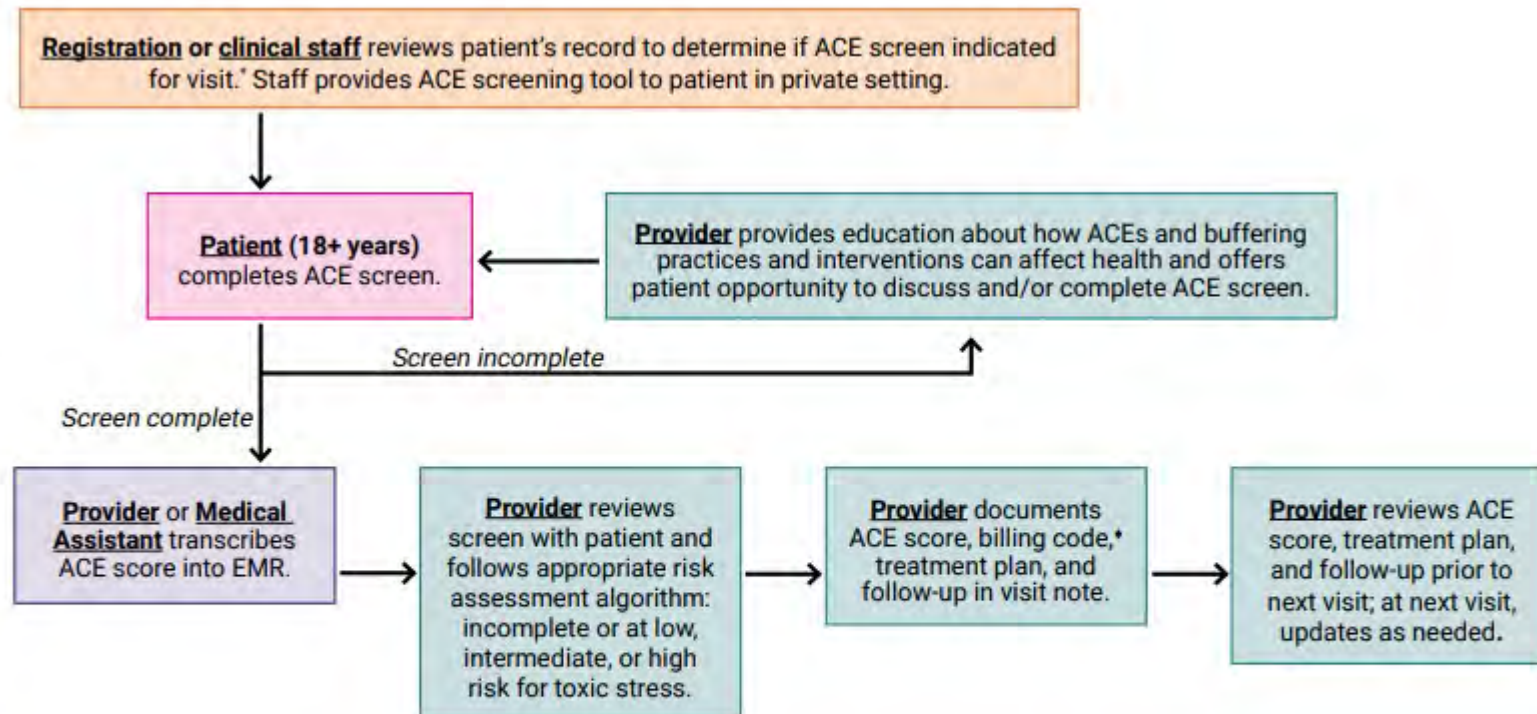 Registration or clinical staff reviews patient's record to determine if ACE screen indicated
for visit.* Staff provides ACE screening tool to patient in private setting.
Patient (18+ years)
completes ACE screen.
Provider provides education about how ACEs and buffering
practices and interventions can affect health and offers
patient opportunity to discuss and/or complete ACE screen.
Screen incomplete
Screen complete
Provider or Medical
Assistant transcribes
ACE score into EMR.
Provider reviews
screen with patient and
follows appropriate risk
assessment algorithm:
incomplete or at low,
intermediate, or high
risk for toxic stress.
Provider documents
ACE score, billing code,♦
treatment plan, and
follow-up in visit note.
Provider reviews ACE
score, treatment plan,
and follow-up prior to
next visit; at next visit,
updates as needed.